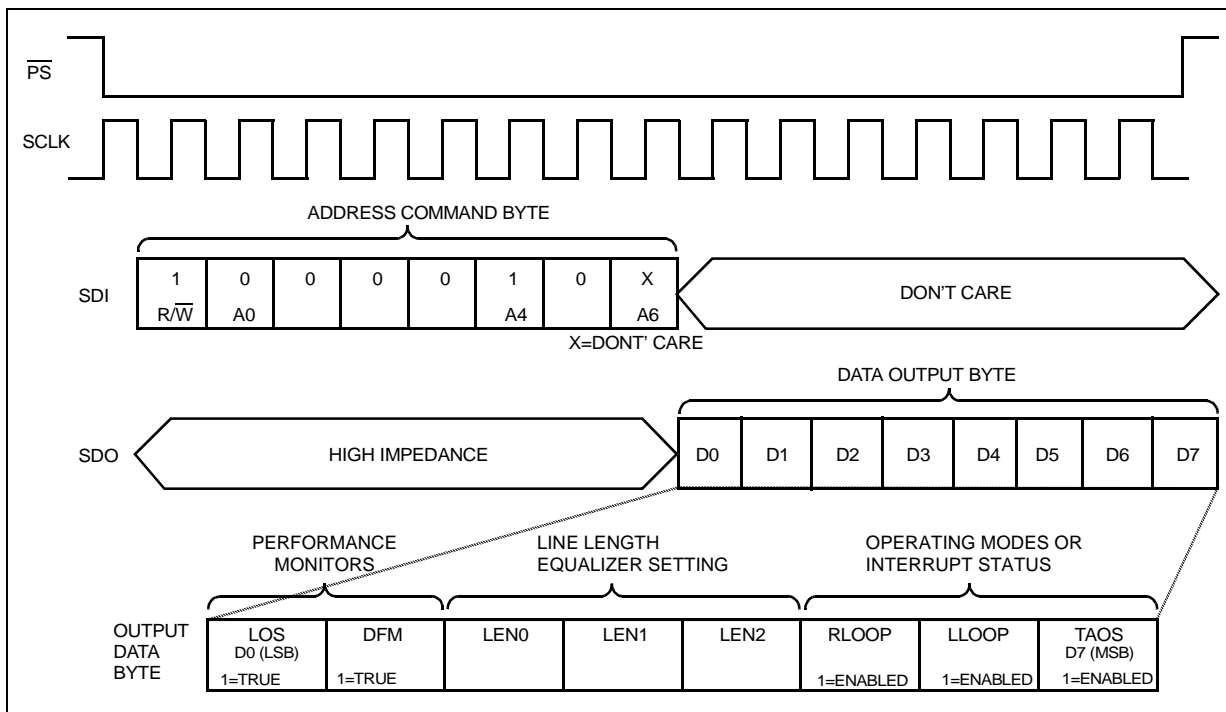 PS
SCLK
ADDRESS COMMAND BYTE
SDI
1 0 0 0 0 1 0 X
R/W A0 A4 A6
DON'T CARE
X=DONT' CARE
DATA OUTPUT BYTE
SDO
HIGH IMPEDANCE
D0 D1 D2 D3 D4 D5 D6 D7
PERFORMANCE
MONITORS
LINE LENGTH
EQUALIZER SETTING
OPERATING MODES OR
INTERRUPT STATUS
OUTPUT
DATA
BYTE
LOS DFM LEN0 LEN1 LEN2 RLOOP LLOOP TAOS
D0 (LSB) D7 (MSB)
1=TRUE 1=TRUE 1=ENABLED 1=ENABLED 1=ENABLED